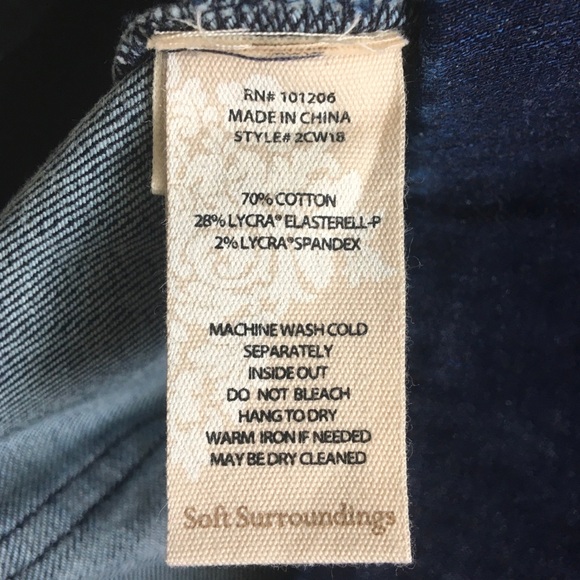 RN# 101206
MADE IN CHINA
STYLE# 2CW18
70% COTTON
28% LYCRA® ELASTERELL-P
2% LYCRA®SPANDEX
MACHINE WASH COLD
SEPARATELY
INSIDE OUT
DO NOT BLEACH
HANG TO DRY
WARM IRON IF NEEDED
MAY BE DRY CLEANED
Soft Surroundings